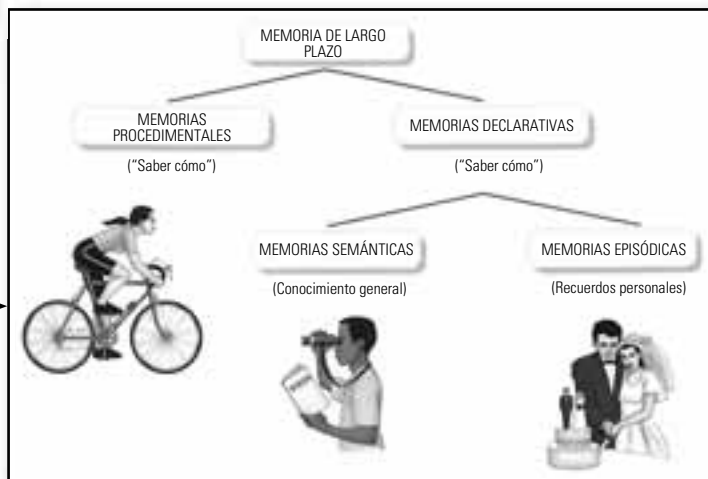 MEMORIA DE LARGO
PLAZO
MEMORIAS
PROCEDIMENTALES
("Saber cómo")
MEMORIAS DECLARATIVAS
("Saber cómo")
MEMORIAS SEMÁNTICAS
(Conocimiento general)
MEMORIAS EPISÓDICAS
(Recuerdos personales)